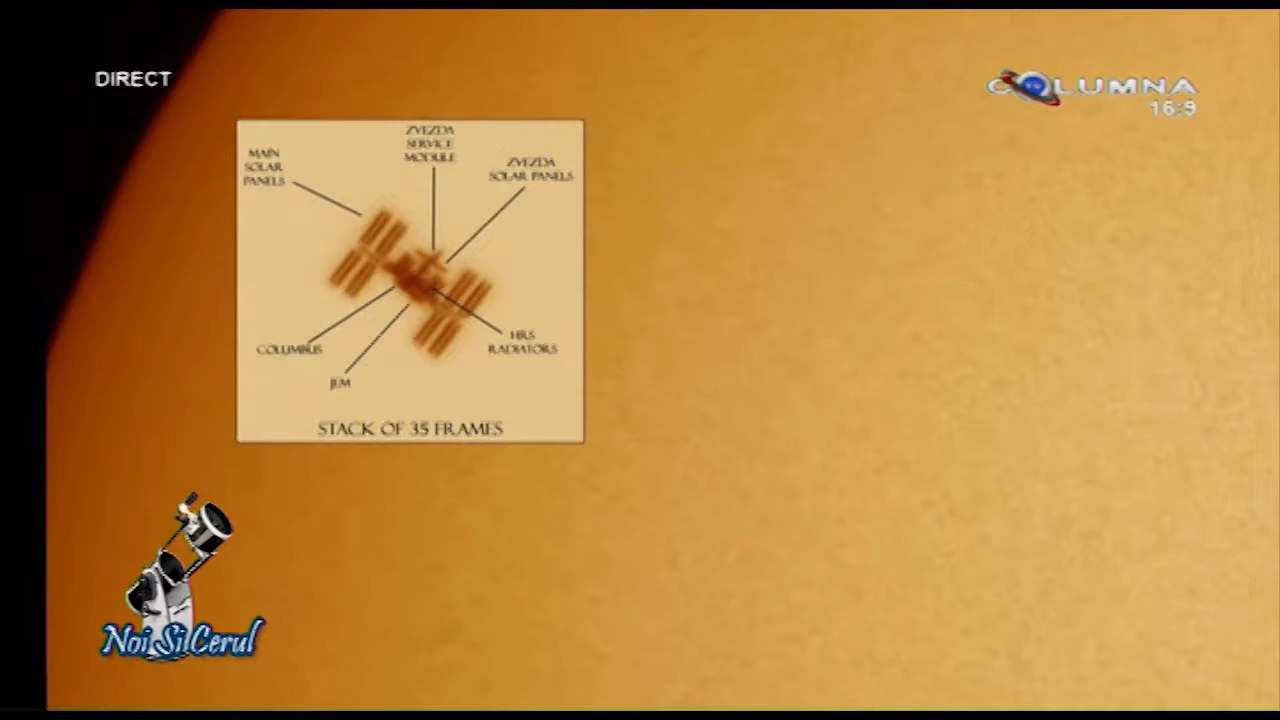 DIRECT
COLUMNA
16:9
ZVEZDA
SERVICE
MODULE
MAIN
SOLAR
PANELS
ZVEZDA
SOLAR PANELS
COLUMBUS
HRS
RADIATORS
JEM
STACK OF 35 FRAMES
Noi Si Cerul